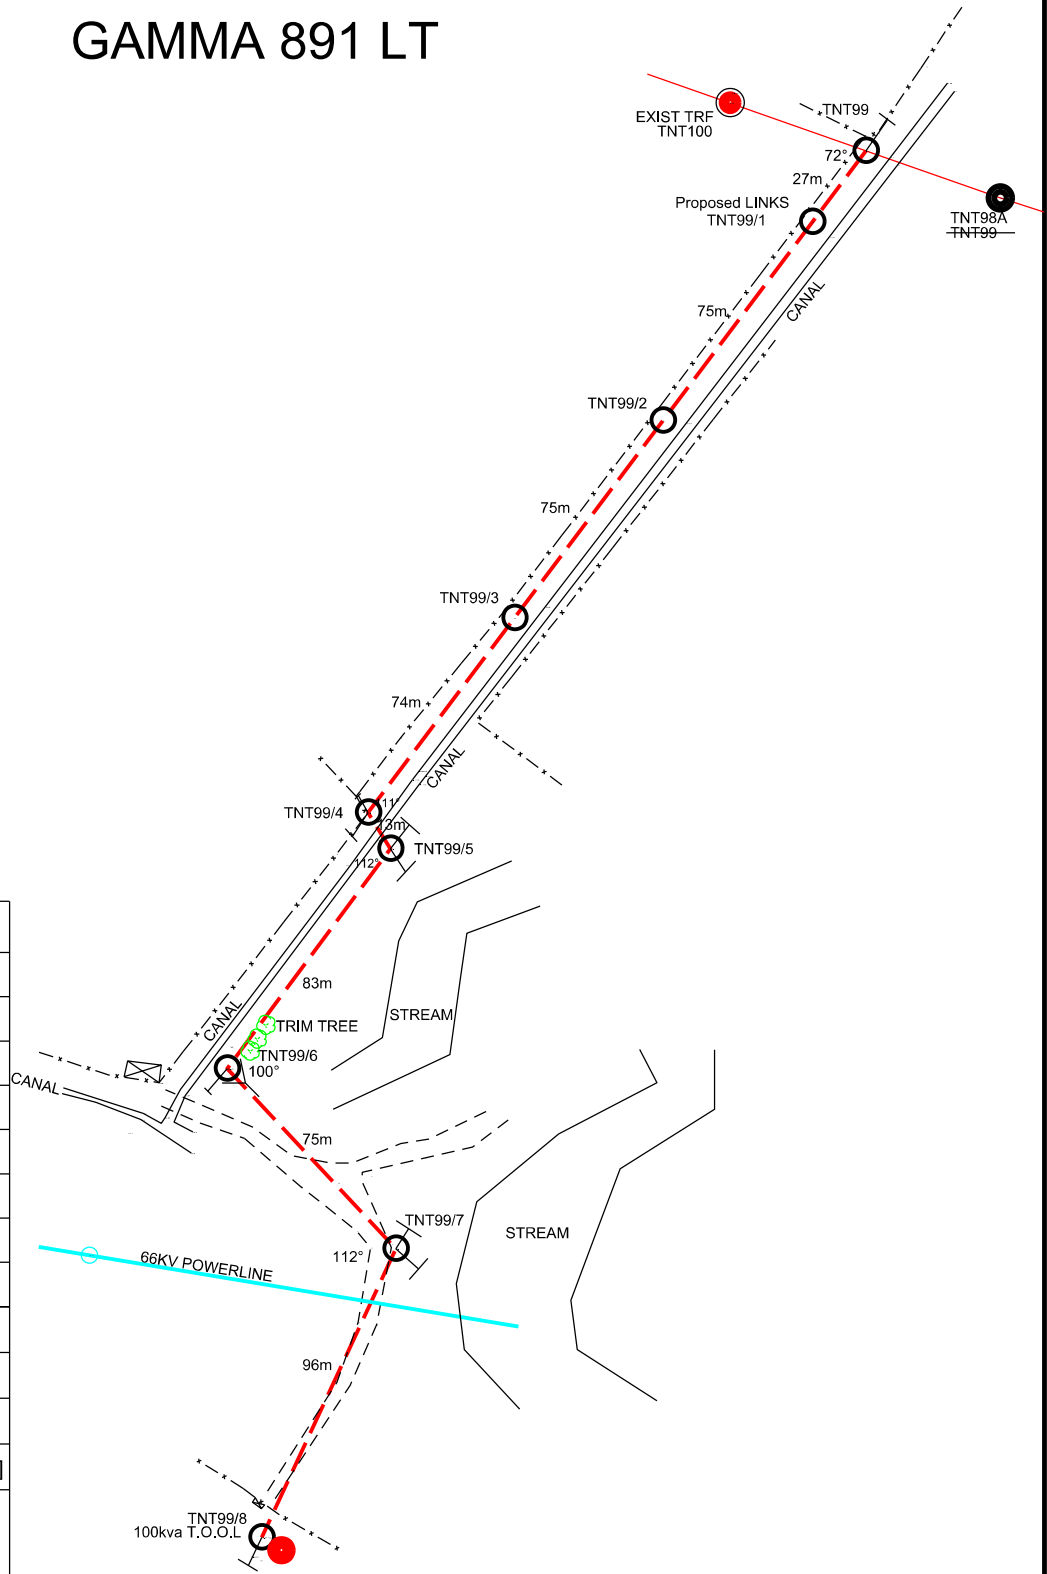 GAMMA 891 LT
TNT99
EXIST TRF
TNT100
72°
27m
Proposed LINKS
TNT99/1
TNT98A
TNT99
CANAL
75m
TNT99/2
75m
TNT99/3
74m
CANAL
TNT99/4
13m
TNT99/5
112°
83m
CANAL
STREAM
TRIM TREE
TNT99/6
100°
CANAL
75m
TNT99/7
STREAM
112°
66KV POWERLINE
96m
TNT99/8
100kva T.O.O.L